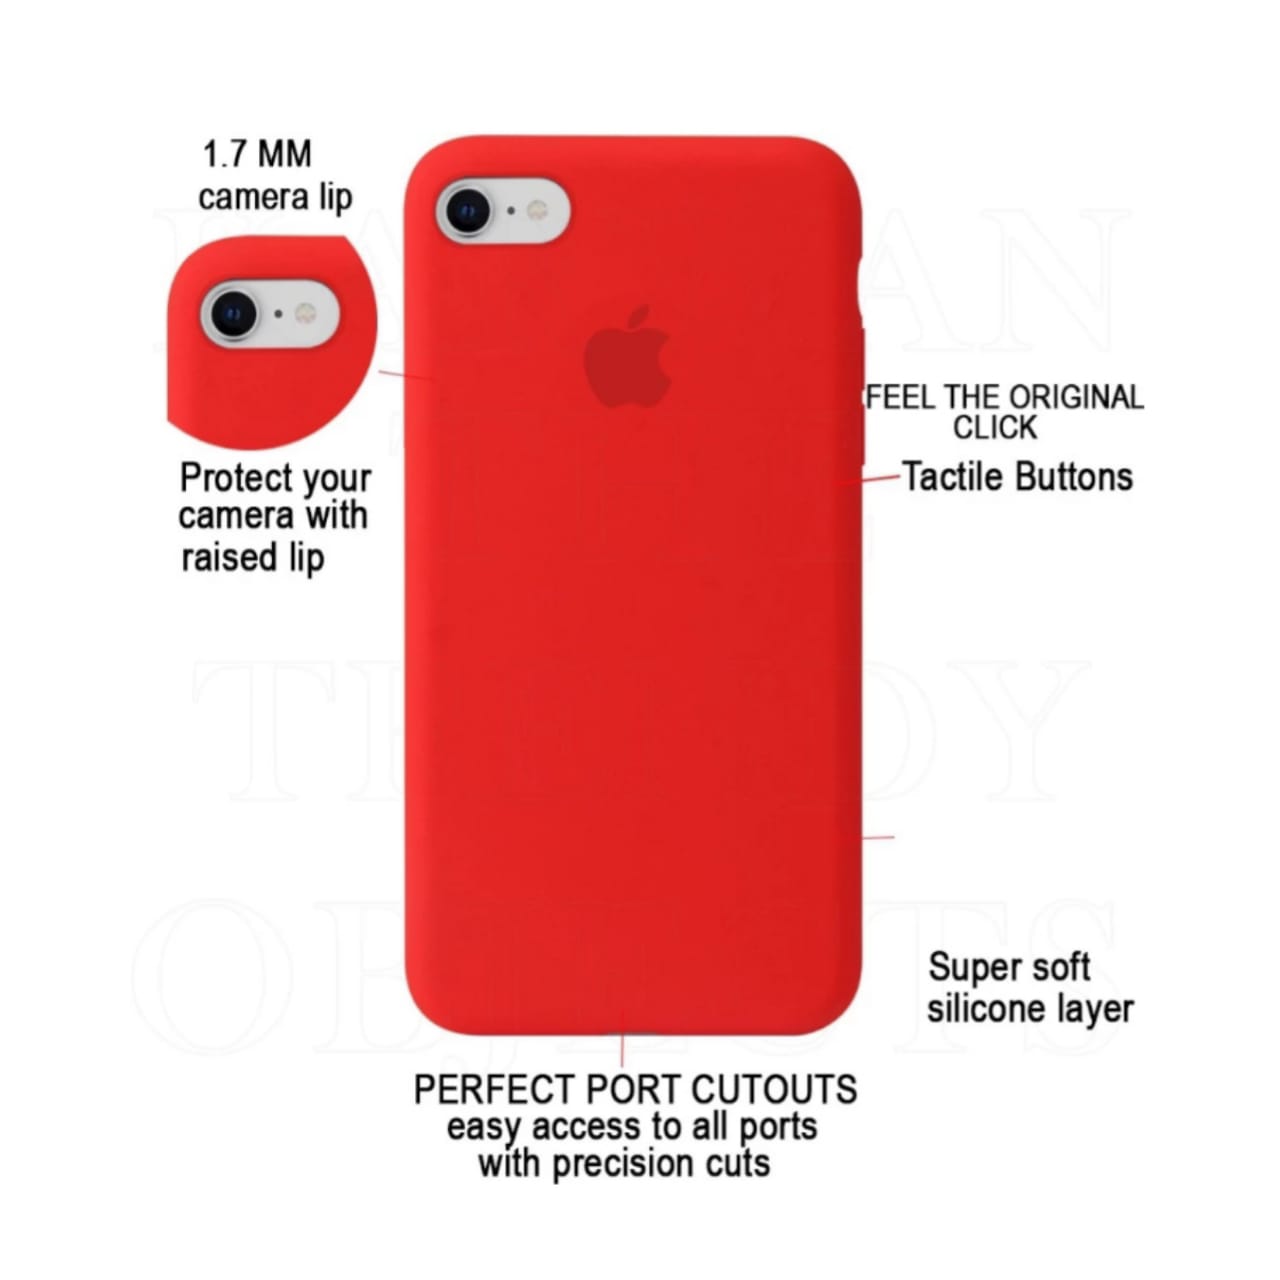 1.7 MM
camera lip
Protect your
camera with
raised lip
FEEL THE ORIGINAL
CLICK
Tactile Buttons
Super soft
silicone layer
PERFECT PORT CUTOUTS
easy access to all ports
with precision cuts